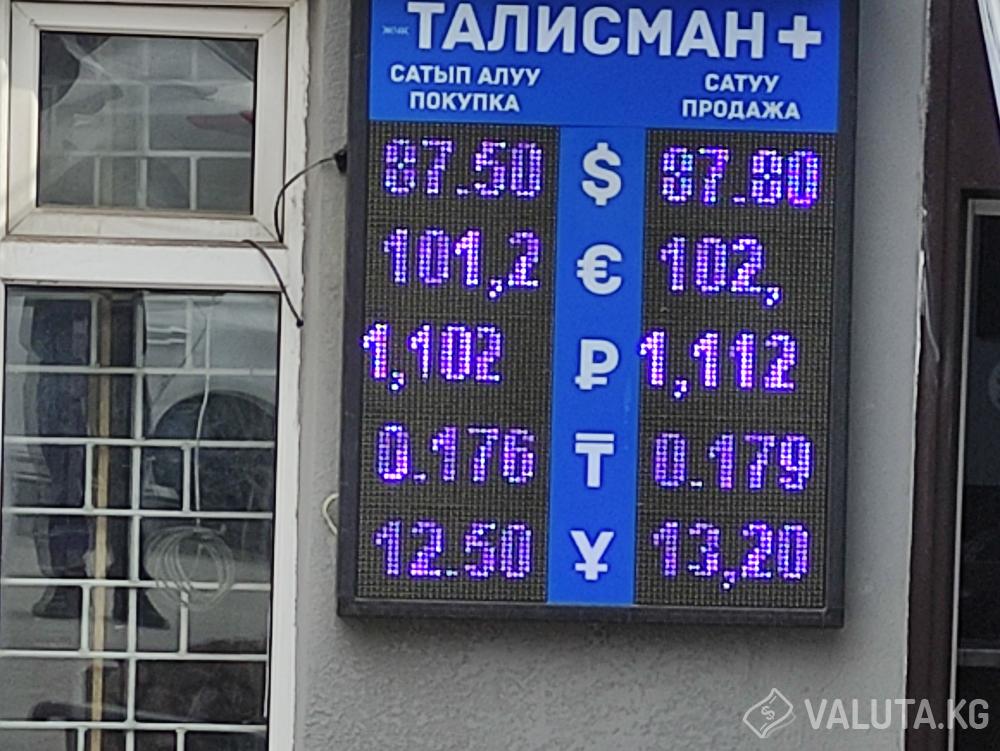 ТАЛИСМАН+
САТЫП АЛУУ
ПОКУПКА
САТУУ
ПРОДАЖА
87.50 $ 87.80
101,2 € 102,
1,102 ₽ 1,112
0.176 ₸ 0.179
12.50 ¥ 13,20
VALUTA.KG